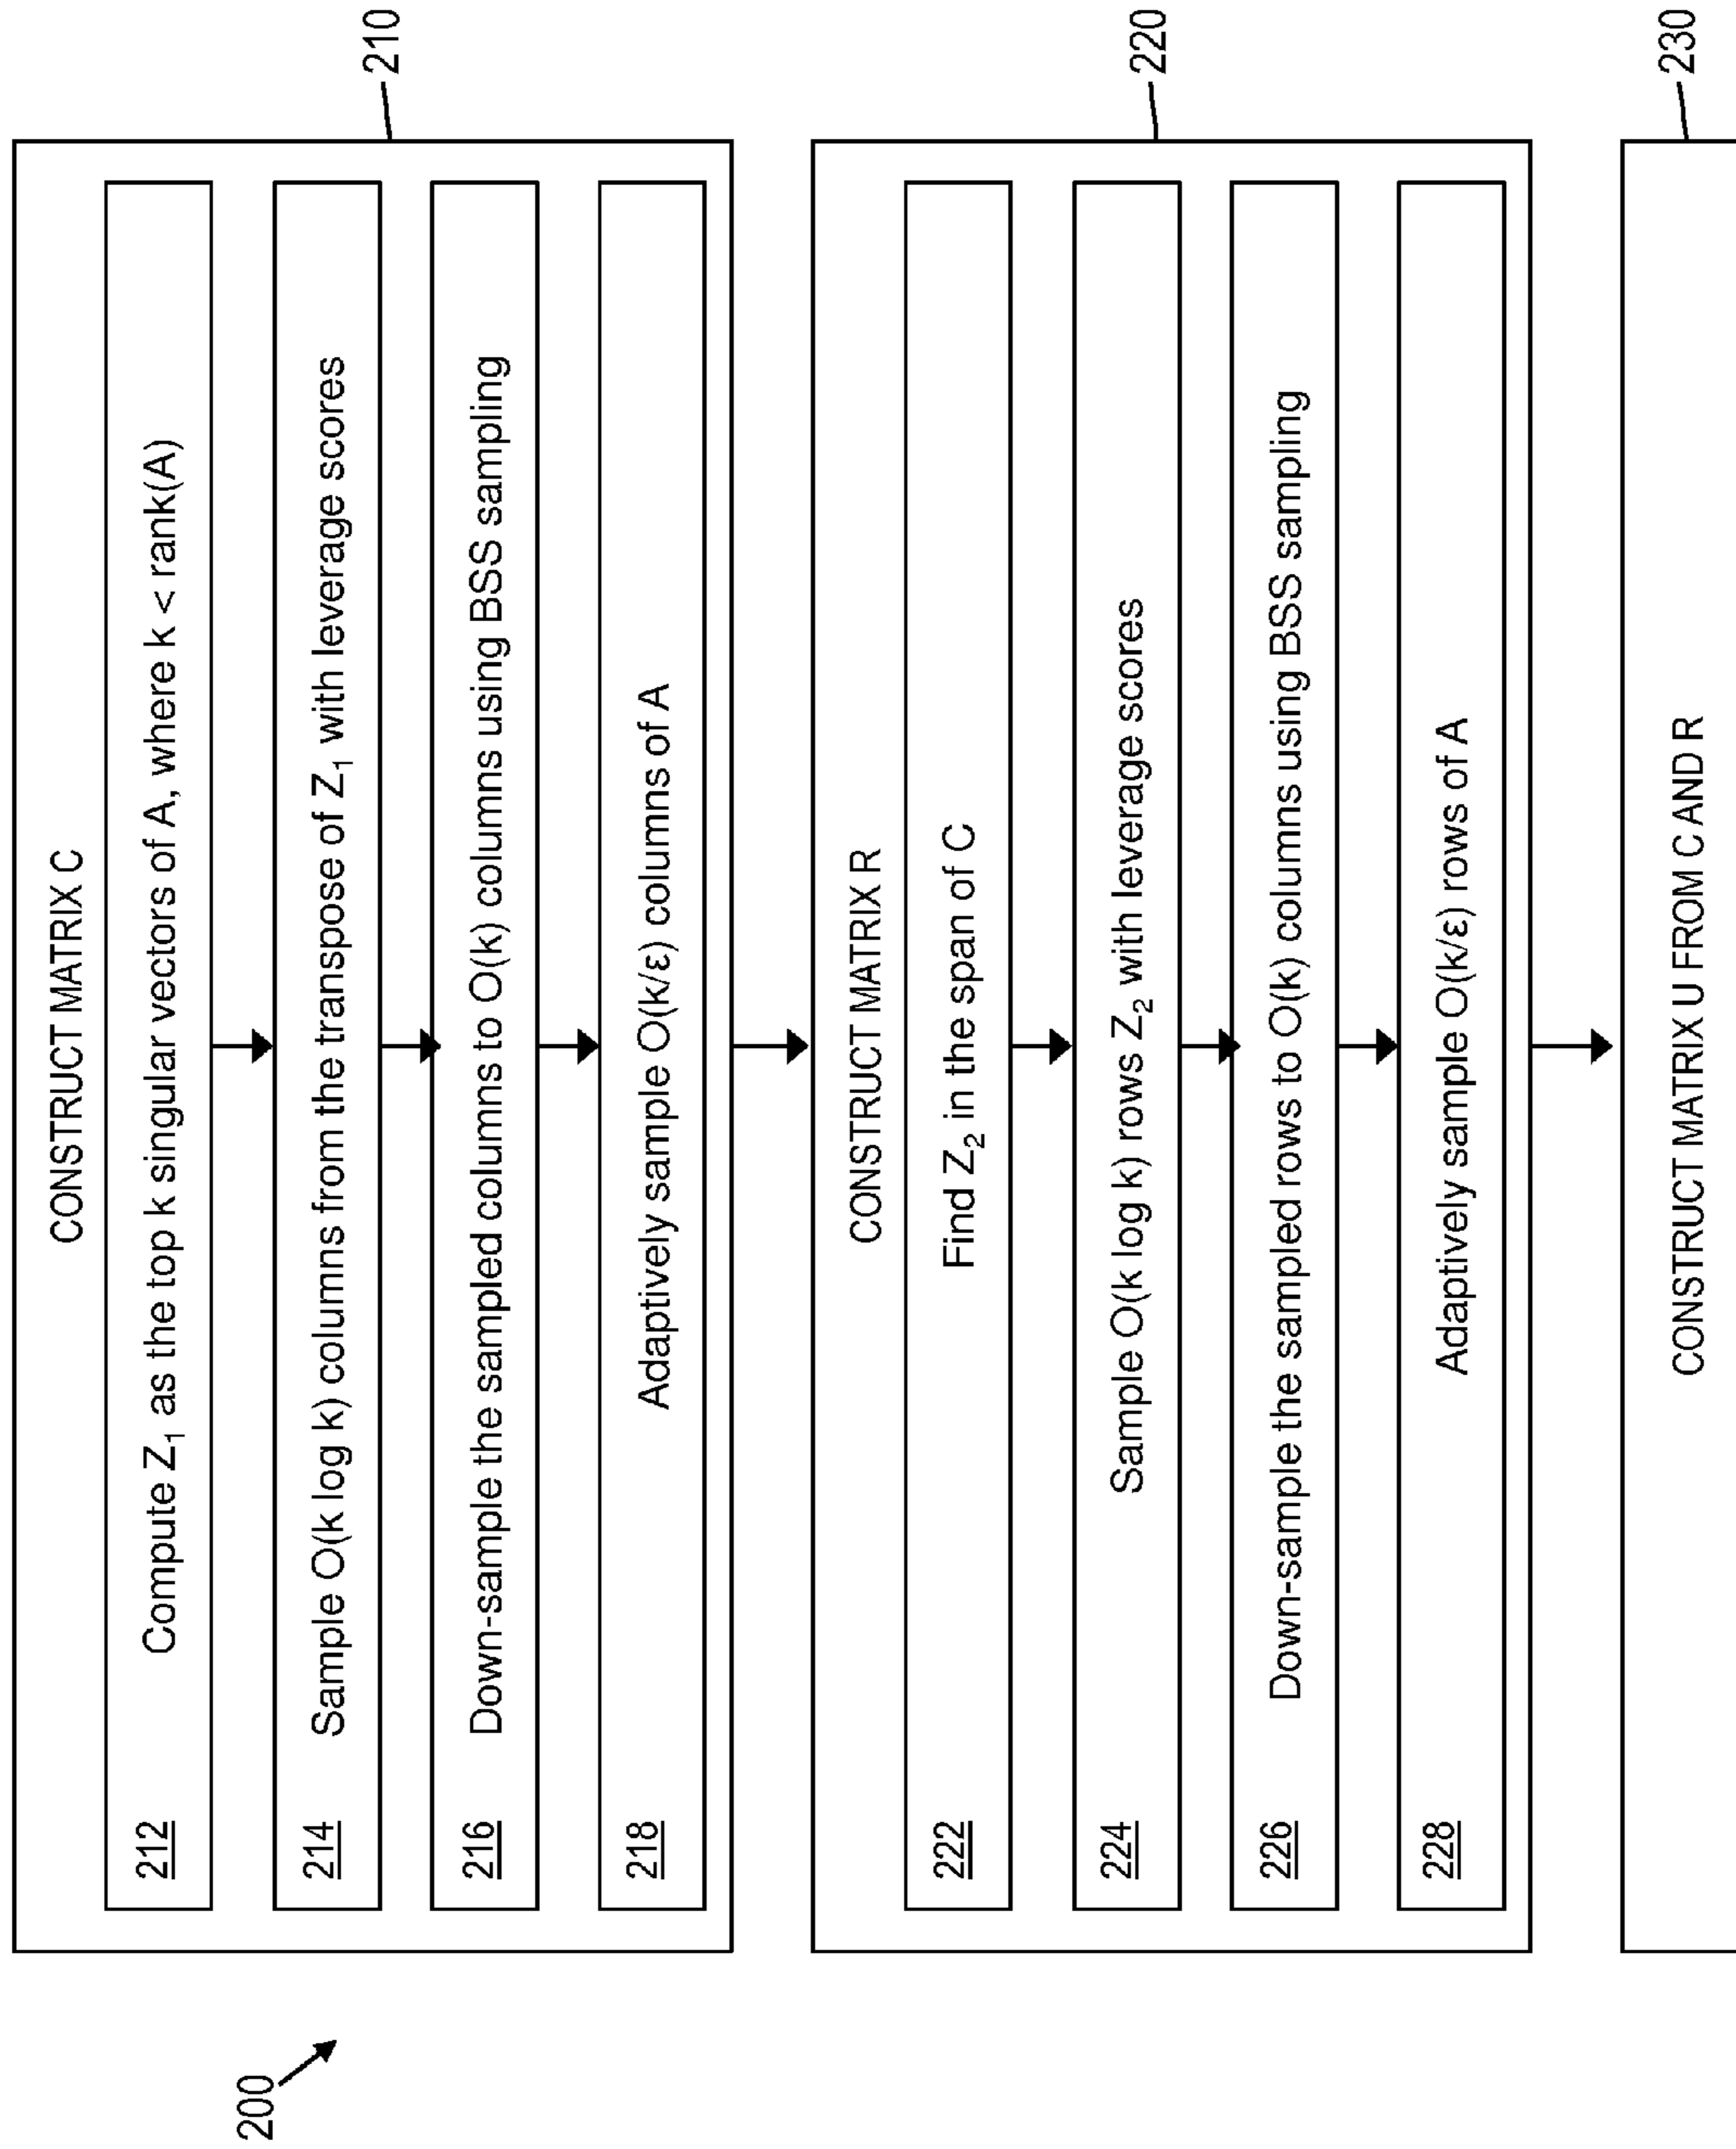 200
CONSTRUCT MATRIX C
210
212
Compute Z₁ as the top k singular vectors of A, where k < rank(A)
214
Sample O(k log k) columns from the transpose of Z₁ with leverage scores
216
Down-sample the sampled columns to O(k) columns using BSS sampling
218
Adaptively sample O(k/ε) columns of A
CONSTRUCT MATRIX R
220
222
Find Z₂ in the span of C
224
Sample O(k log k) rows Z₂ with leverage scores
226
Down-sample the sampled rows to O(k) columns using BSS sampling
228
Adaptively sample O(k/ε) rows of A
230
CONSTRUCT MATRIX U FROM C AND R